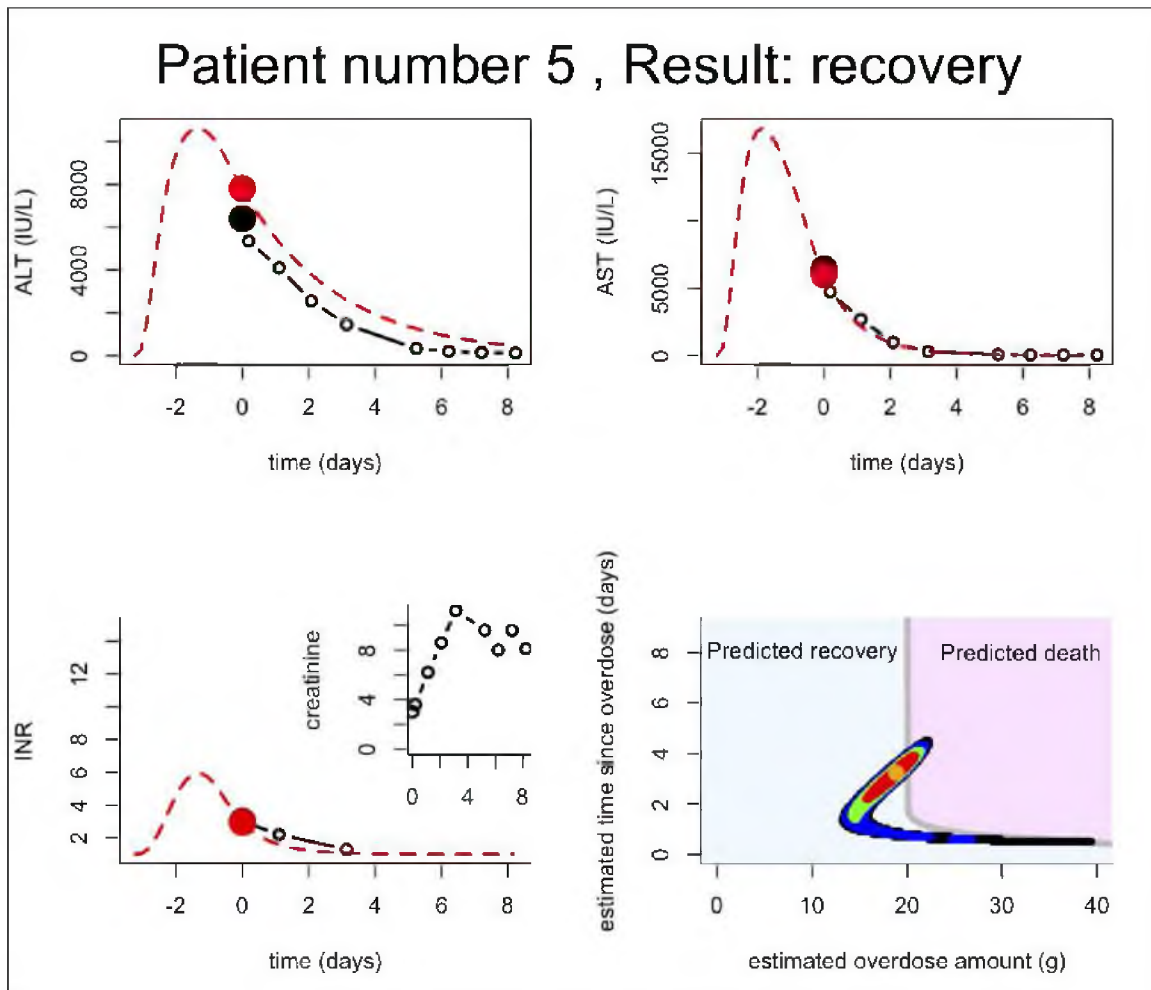 Patient number 5 , Result: recovery
ALT (IU/L)
8000
4000
0
-2 0 2 4 6 8
time (days)
AST (IU/L)
15000
5000
0
-2 0 2 4 6 8
time (days)
INR
12
8
6
4
2
-2 0 2 4 6 8
time (days)
creatinine
8
4
0
0 4 8
estimated time since overdose (days)
8
6
4
2
0
Predicted recovery Predicted death
0 10 20 30 40
estimated overdose amount (g)